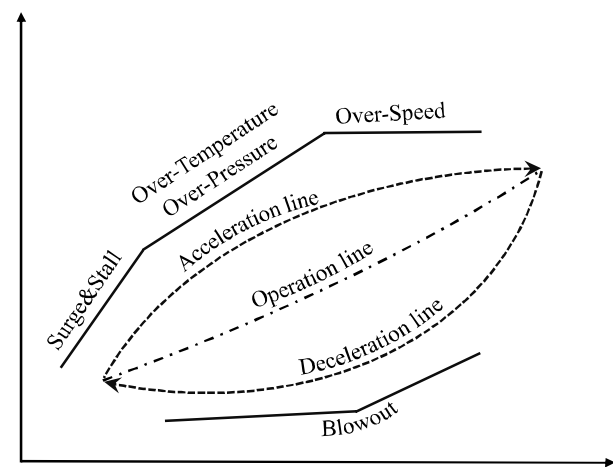 Over-Speed
Over-Temperature
Over-Pressure
Acceleration line
Surge&Stall
Operation line
Deceleration line
Blowout